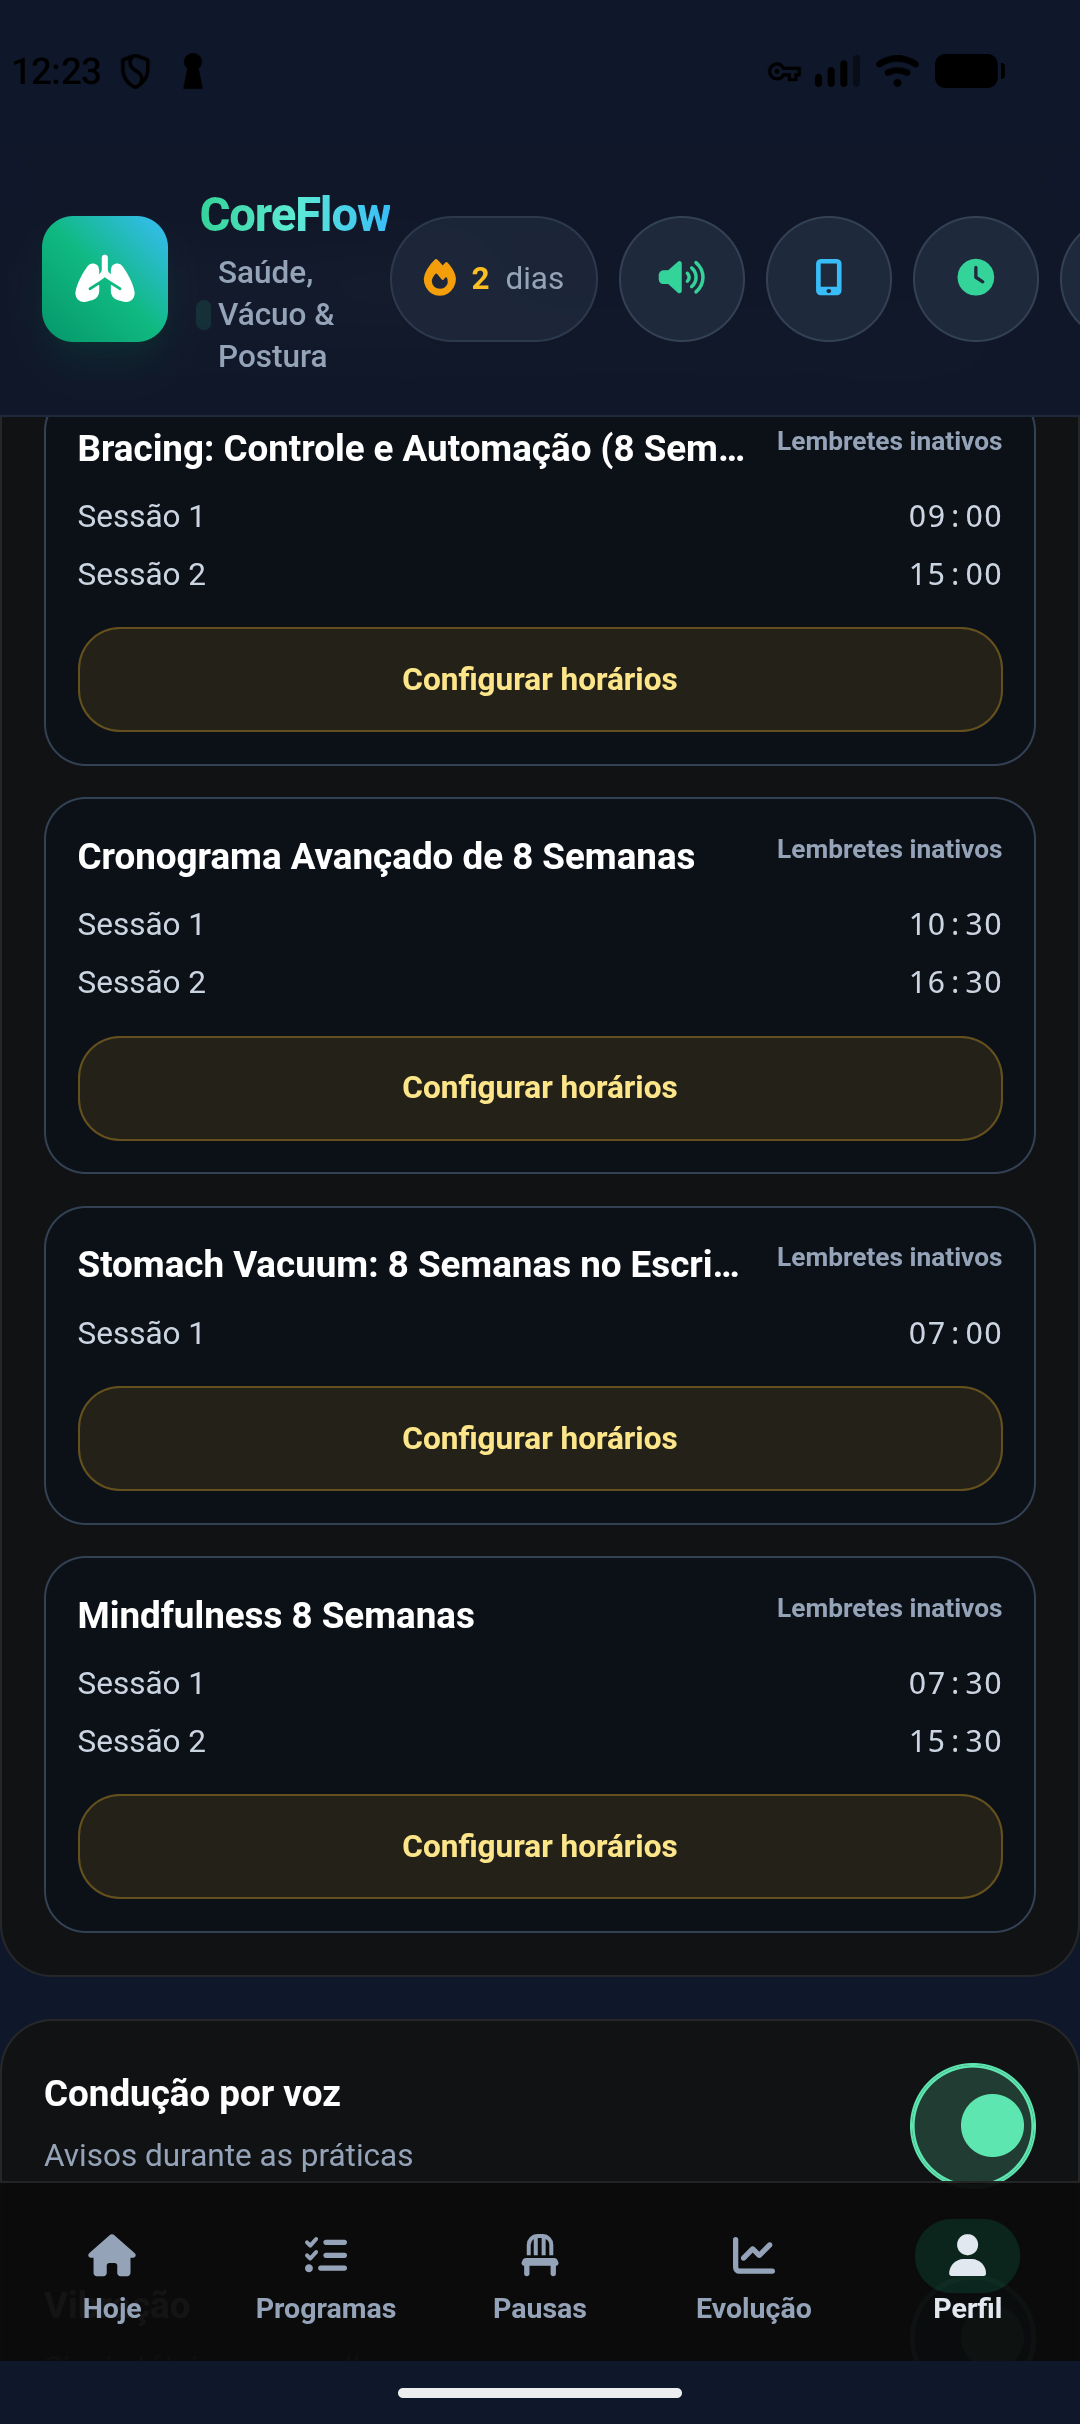 12:23
CoreFlow
Saúde,
Vácuo &
Postura
2 dias
Bracing: Controle e Automação (8 Sem...
Lembretes inativos
Sessão 1
09:00
Sessão 2
15:00
Configurar horários
Cronograma Avançado de 8 Semanas
Lembretes inativos
Sessão 1
10:30
Sessão 2
16:30
Configurar horários
Stomach Vacuum: 8 Semanas no Escri...
Lembretes inativos
Sessão 1
07:00
Configurar horários
Mindfulness 8 Semanas
Lembretes inativos
Sessão 1
07:30
Sessão 2
15:30
Configurar horários
Condução por voz
Avisos durante as práticas
Hoje
Programas
Pausas
Evolução
Perfil